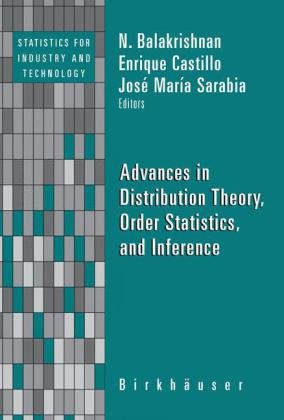 STATISTICS FOR
INDUSTRY AND
TECHNOLOGY
N. Balakrishnan
Enrique Castillo
José María Sarabia
Editors
Advances in
Distribution Theory,
Order Statistics,
and Inference
Birkhäuser